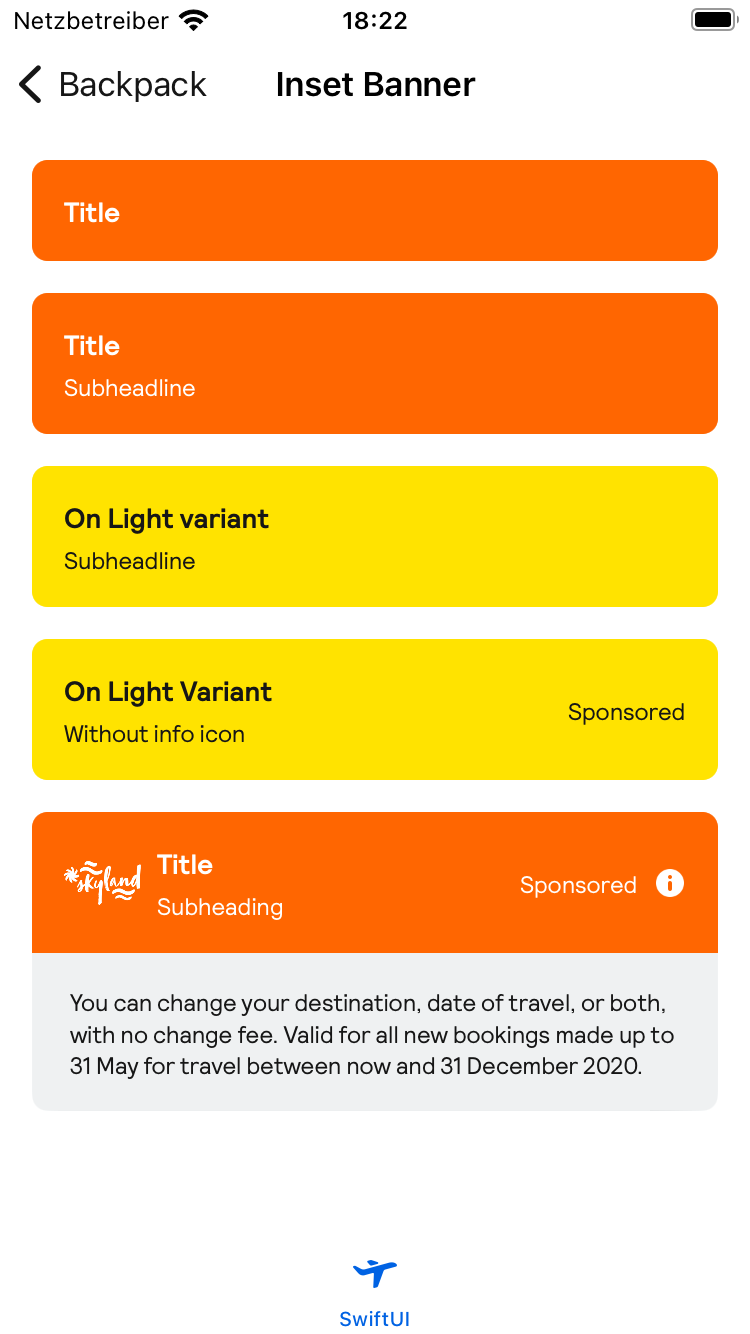 Netzbetreiber 18:22
Backpack Inset Banner
Title
Title
Subheadline
On Light variant
Subheadline
On Light Variant
Without info icon
Sponsored
skyland
Title
Subheading
Sponsored
You can change your destination, date of travel, or both,
with no change fee. Valid for all new bookings made up to
31 May for travel between now and 31 December 2020.
SwiftUI